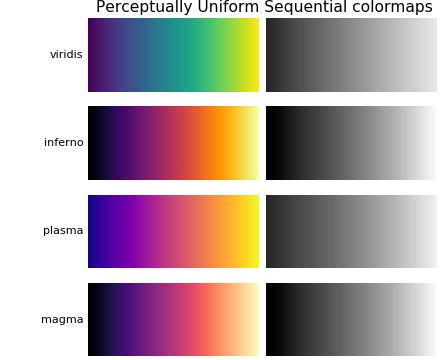 Perceptually Uniform Sequential colormaps
viridis
inferno
plasma
magma